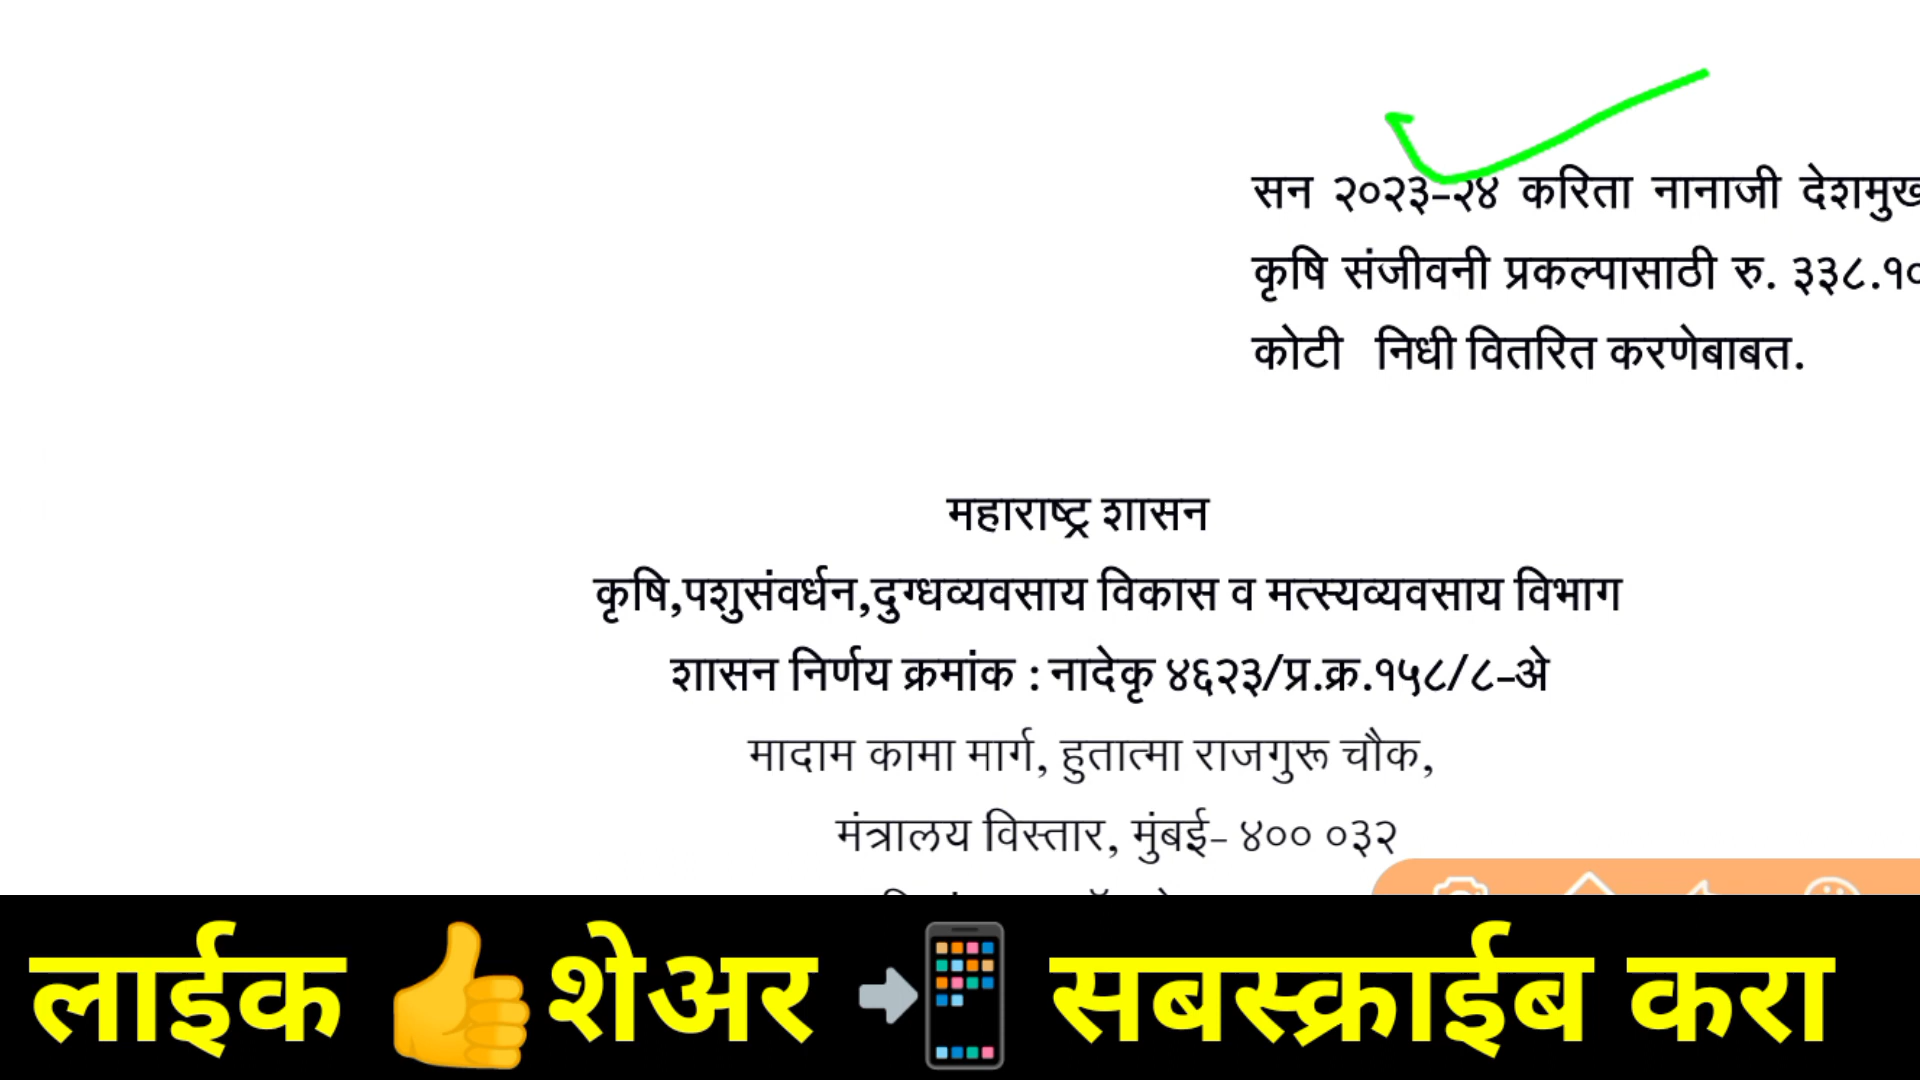 सन २०२३-२४ करिता नानाजी देशमुख
कृषि संजीवनी प्रकल्पासाठी रु. ३३८.१०
कोटी निधी वितरित करणेबाबत.
महाराष्ट्र शासन
कृषि,पशुसंवर्धन,दुग्धव्यवसाय विकास व मत्स्यव्यवसाय विभाग
शासन निर्णय क्रमांक : नादेकृ ४६२३/प्र.क्र.१५८/८-अे
मादाम कामा मार्ग, हुतात्मा राजगुरू चौक,
मंत्रालय विस्तार, मुंबई- ४०० ०३२
लाईक 👍 शेअर 📲 सबस्क्राईब करा